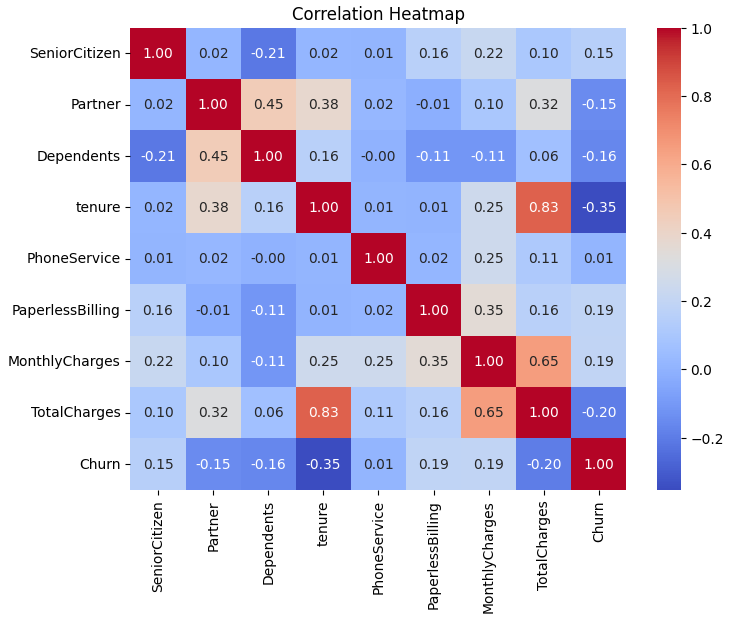 Correlation Heatmap
SeniorCitizen 1.00 0.02 -0.21 0.02 0.01 0.16 0.22 0.10 0.15
Partner 0.02 1.00 0.45 0.38 0.02 -0.01 0.10 0.32 -0.15
Dependents -0.21 0.45 1.00 0.16 -0.00 -0.11 -0.11 0.06 -0.16
tenure 0.02 0.38 0.16 1.00 0.01 0.01 0.25 0.83 -0.35
PhoneService 0.01 0.02 -0.00 0.01 1.00 0.02 0.25 0.11 0.01
PaperlessBilling 0.16 -0.01 -0.11 0.01 0.02 1.00 0.35 0.16 0.19
MonthlyCharges 0.22 0.10 -0.11 0.25 0.25 0.35 1.00 0.65 0.19
TotalCharges 0.10 0.32 0.06 0.83 0.11 0.16 0.65 1.00 -0.20
Churn 0.15 -0.15 -0.16 -0.35 0.01 0.19 0.19 -0.20 1.00
SeniorCitizen
Partner
Dependents
tenure
PhoneService
PaperlessBilling
MonthlyCharges
TotalCharges
Churn
1.0
0.8
0.6
0.4
0.2
0.0
−0.2